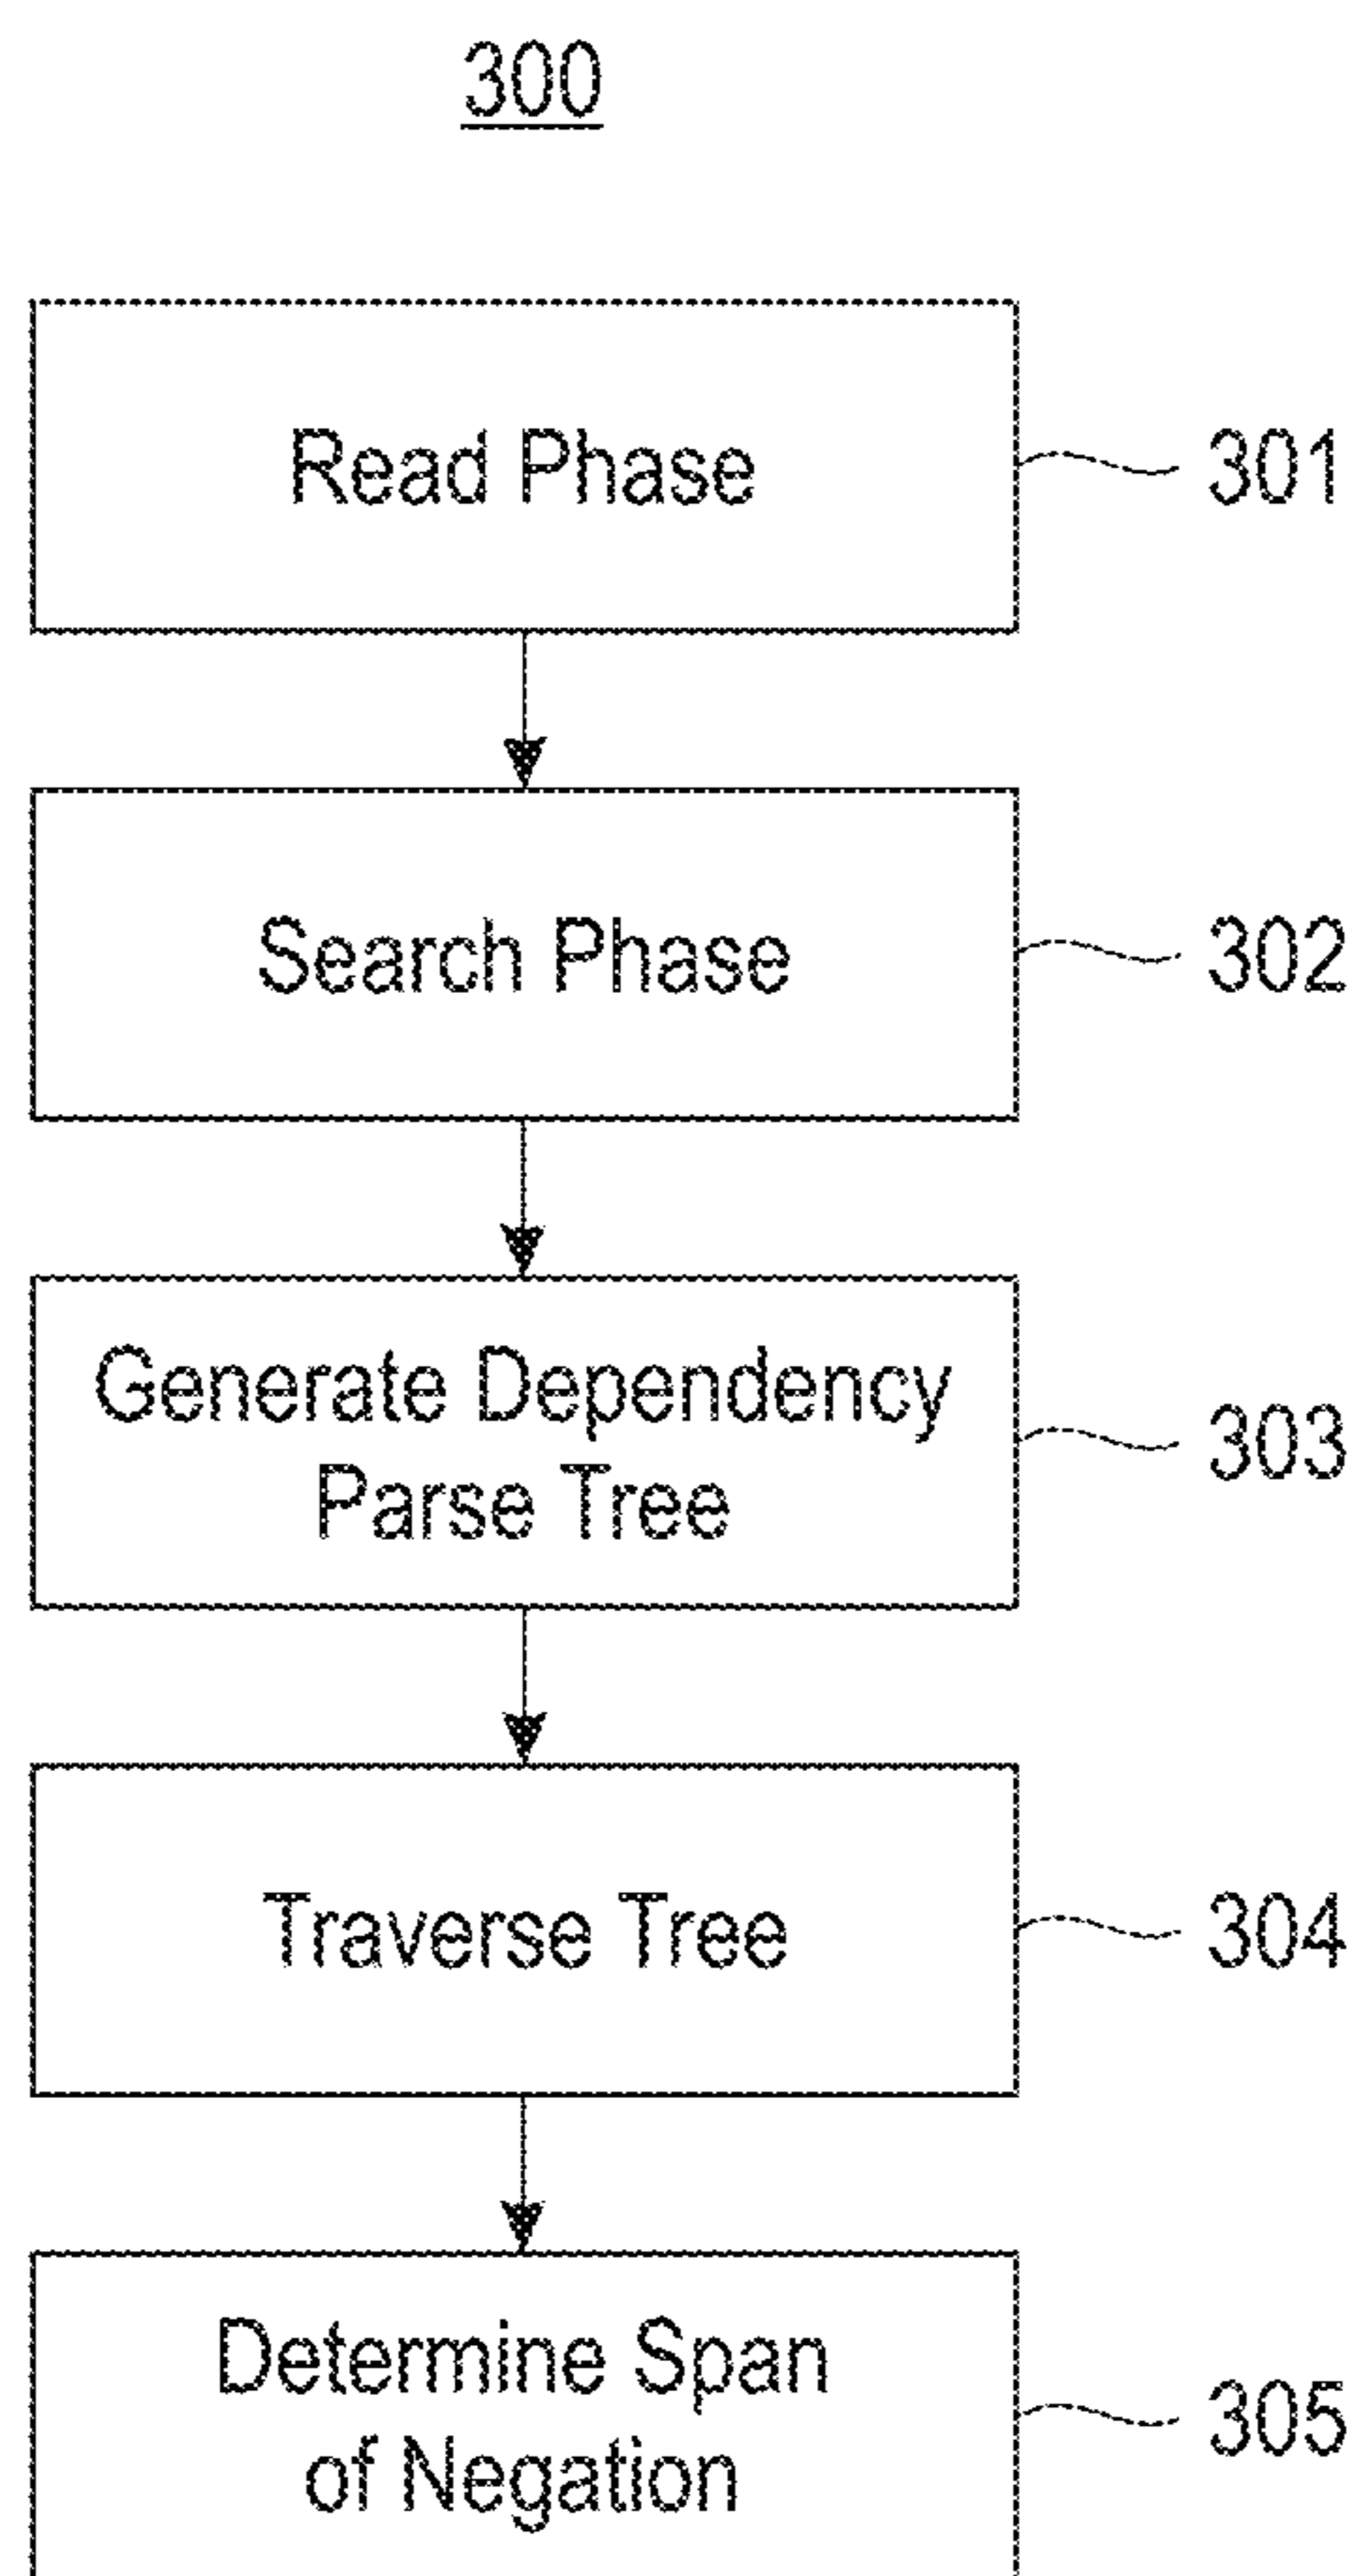 300
Read Phase
301
Search Phase
302
Generate Dependency
Parse Tree
303
Traverse Tree
304
Determine Span
of Negation
305